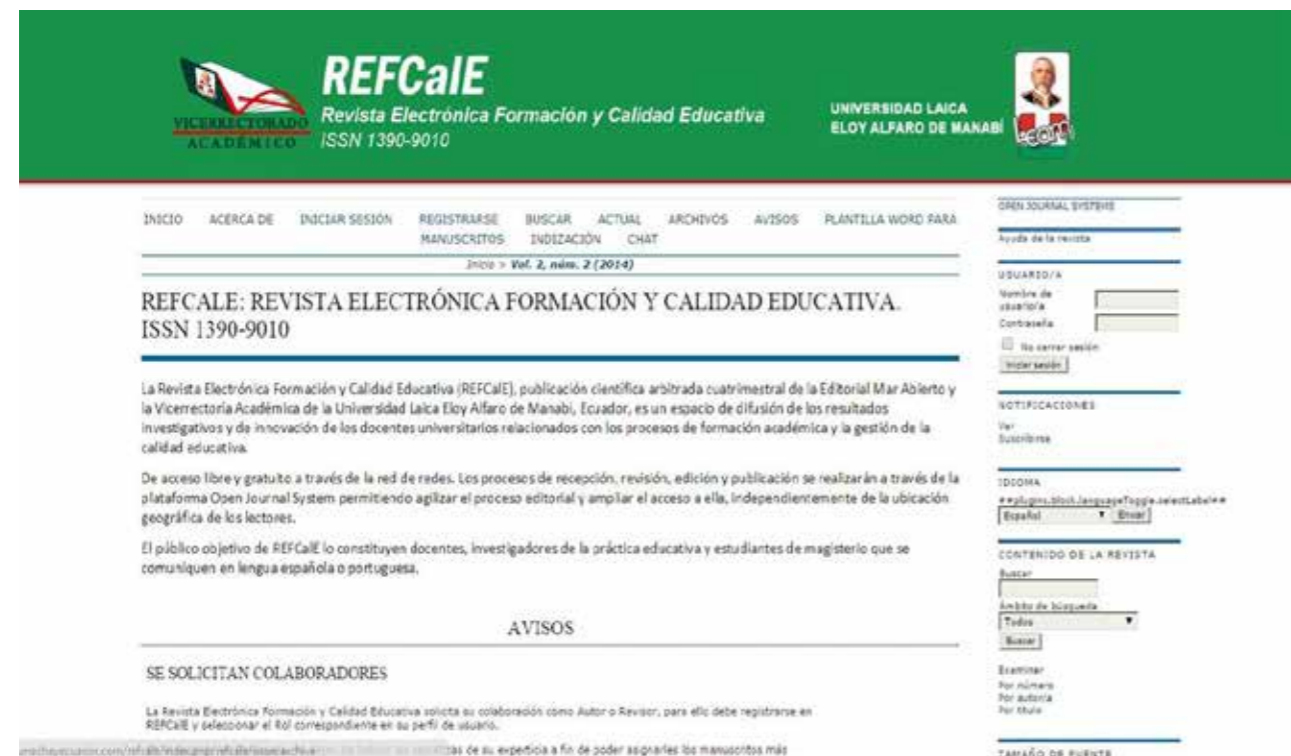 REFCalE
Revista Electrónica Formación y Calidad Educativa
ISSN 1390-9010
VICERRECTORADO
ACADÉMICO
UNIVERSIDAD LAICA
ELOY ALFARO DE MANABÍ
INICIO ACERCA DE INICIAR SESIÓN REGISTRARSE BUSCAR ACTUAL ARCHIVOS AVISOS PLANTILLA WORD PARA
MANUSCRITOS INDIZACIÓN CHAT
Inicio > Vol. 2, núm. 2 (2014)
REFCALE: REVISTA ELECTRÓNICA FORMACIÓN Y CALIDAD EDUCATIVA.
ISSN 1390-9010
La Revista Electrónica Formación y Calidad Educativa (REFCalE), publicación científica arbitrada cuatrimestral de la Editorial Mar Abierto y
la Vicerrectoría Académica de la Universidad Laica Eloy Alfaro de Manabí, Ecuador, es un espacio de difusión de los resultados
investigativos y de innovación de los docentes universitarios relacionados con los procesos de formación académica y la gestión de la
calidad educativa.
De acceso libre y gratuito a través de la red de redes. Los procesos de recepción, revisión, edición y publicación se realizarán a través de la
plataforma Open Journal System permitiendo agilizar el proceso editorial y ampliar el acceso a ella, independientemente de la ubicación
geográfica de los lectores.
El público objetivo de REFCalE lo constituyen docentes, investigadores de la práctica educativa y estudiantes de magisterio que se
comuniquen en lengua española o portuguesa.
AVISOS
SE SOLICITAN COLABORADORES
La Revista Electrónica Formación y Calidad Educativa solicita su colaboración como Autor o Revisor, para ello debe registrarse en
REFCalE y seleccionar el Rol correspondiente en su perfil de usuario.
de su experticia a fin de poder asignarles los manuscritos más
OPEN JOURNAL SYSTEMS
Ayuda de la revista
USUARIO/A
Nombre de
usuario/a
Contraseña
No cerrar sesión
Iniciar sesión
NOTIFICACIONES
Ver
Suscribirse
IDIOMA
##plugins.block.languageToggle.selectLabel##
Español Enviar
CONTENIDO DE LA REVISTA
Buscar
Ámbito de búsqueda
Todos
Buscar
Examinar
Por número
Por autor/a
Por título
TAMAÑO DE FUENTE